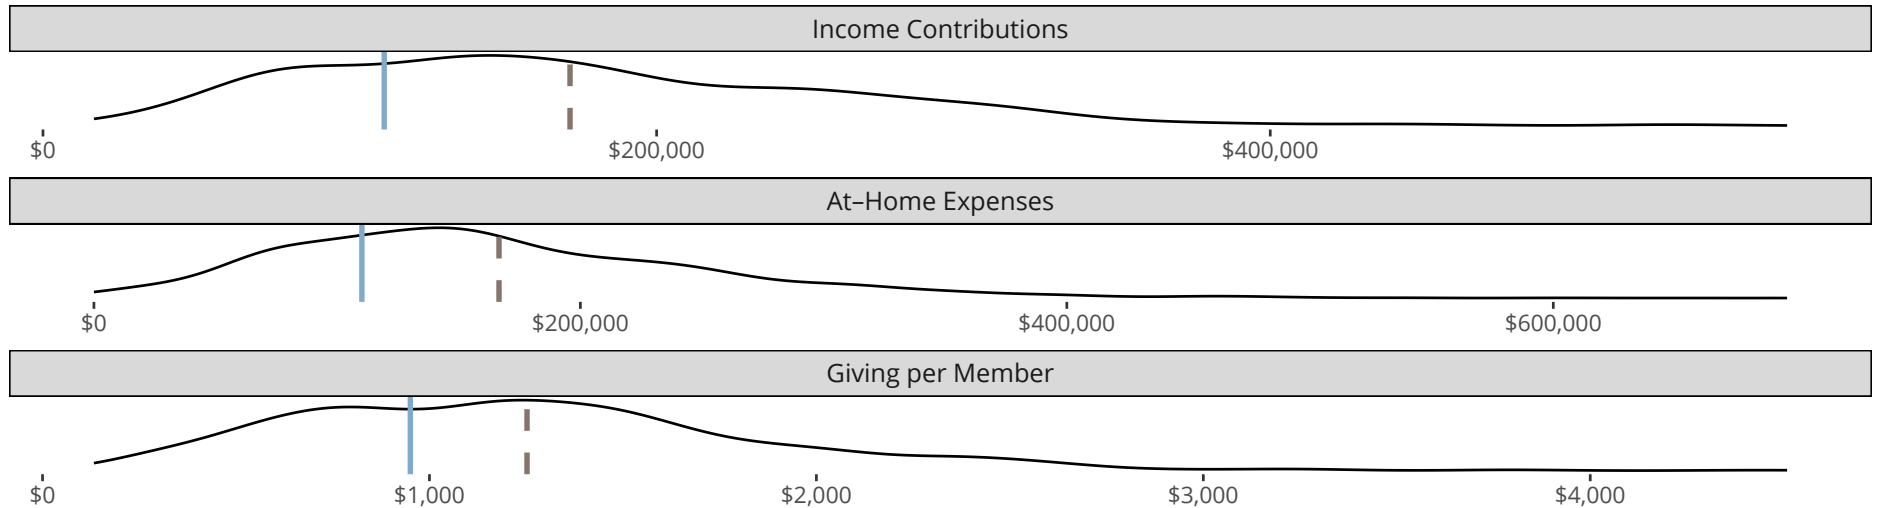 Income Contributions
$0 $200,000 $400,000
At–Home Expenses
$0 $200,000 $400,000 $600,000
Giving per Member
$0 $1,000 $2,000 $3,000 $4,000